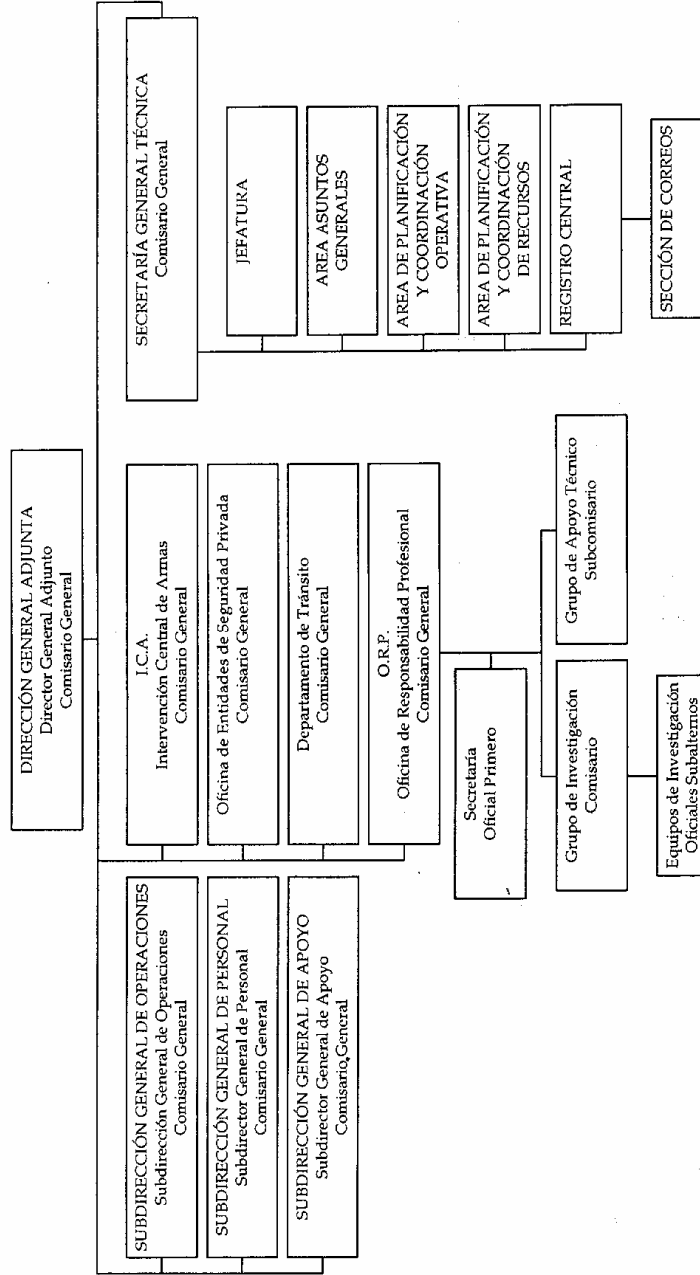 DIRECCIÓN GENERAL ADJUNTA
Director General Adjunto
Comisario General
SUBDIRECCIÓN GENERAL DE OPERACIONES
Subdirección General de Operaciones
Comisario General
SUBDIRECCIÓN GENERAL DE PERSONAL
Subdirector General de Personal
Comisario General
SUBDIRECCIÓN GENERAL DE APOYO
Subdirector General de Apoyo
Comisario General
I.C.A.
Intervención Central de Armas
Comisario General
Oficina de Entidades de Seguridad Privada
Comisario General
Departamento de Tránsito
Comisario General
O.R.P.
Oficina de Responsabilidad Profesional
Comisario General
Secretaría
Oficial Primero
Grupo de Investigación
Comisario
Grupo de Apoyo Técnico
Subcomisario
Equipos de Investigación
Oficiales Subalternos
SECRETARÍA GENERAL TÉCNICA
Comisario General
JEFATURA
AREA ASUNTOS
GENERALES
AREA DE PLANIFICACIÓN
Y COORDINACIÓN
OPERATIVA
AREA DE PLANIFICACIÓN
Y COORDINACIÓN
DE RECURSOS
REGISTRO CENTRAL
SECCIÓN DE CORREOS